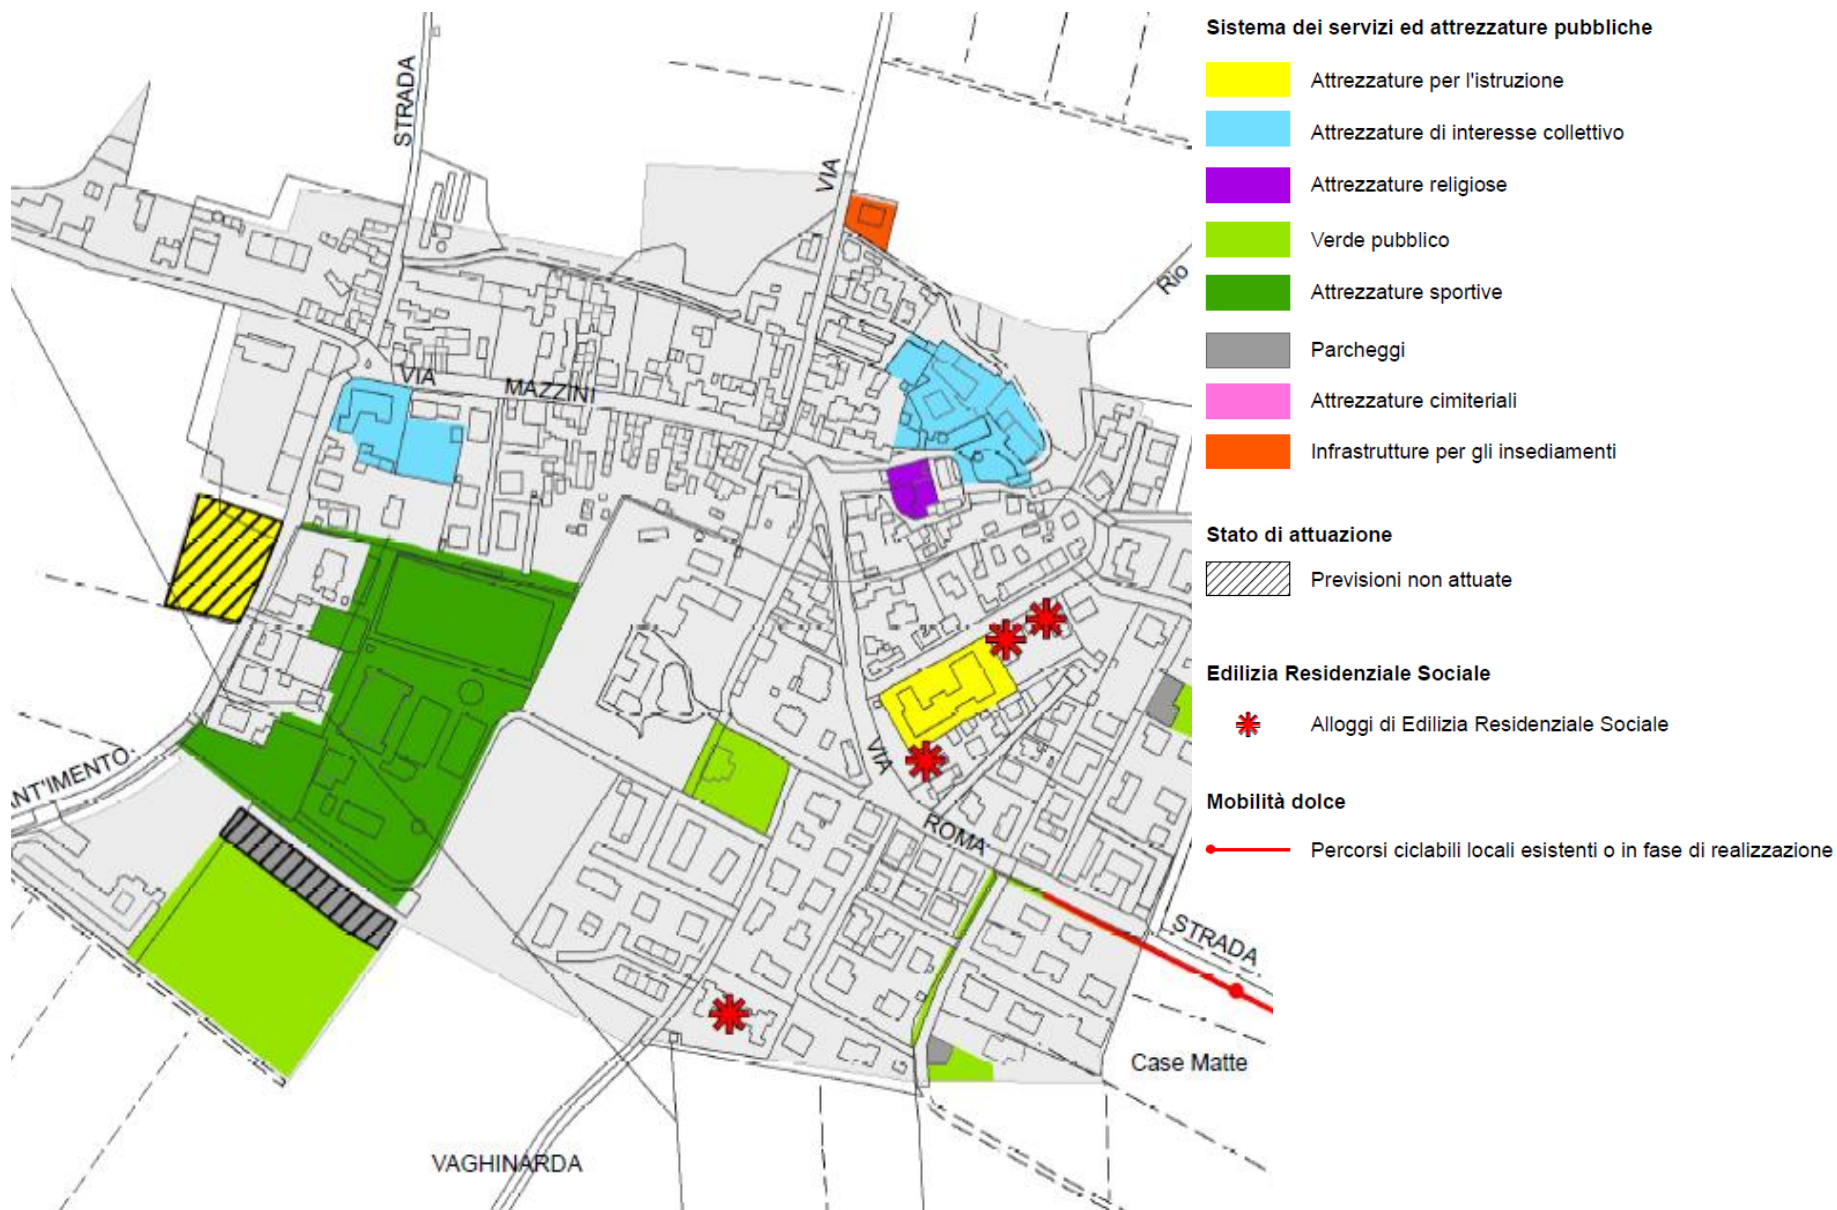 STRADA
VIA
Rio
VIA
MAZZINI
ANT'IMENTO
VIA
ROMA
STRADA
Case Matte
VAGHINARDA
Sistema dei servizi ed attrezzature pubbliche
Attrezzature per l'istruzione
Attrezzature di interesse collettivo
Attrezzature religiose
Verde pubblico
Attrezzature sportive
Parcheggi
Attrezzature cimiteriali
Infrastrutture per gli insediamenti
Stato di attuazione
Previsioni non attuate
Edilizia Residenziale Sociale
Alloggi di Edilizia Residenziale Sociale
Mobilità dolce
Percorsi ciclabili locali esistenti o in fase di realizzazione